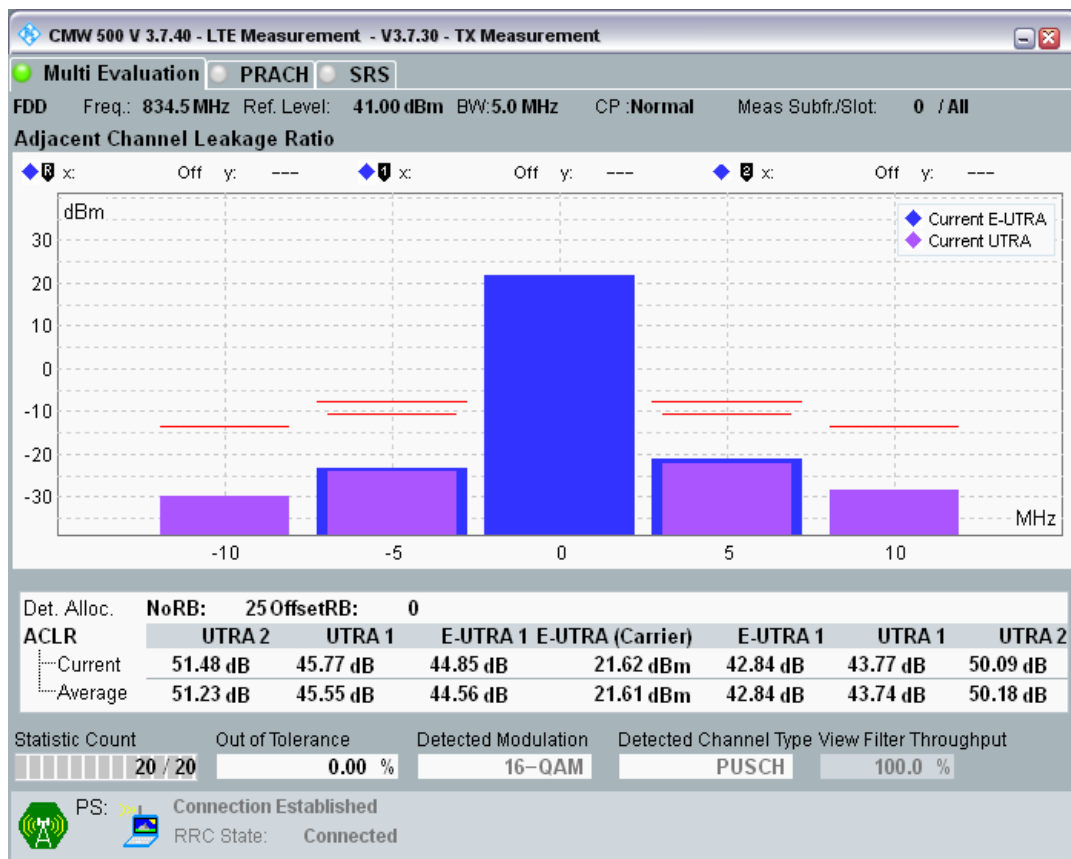 CMW 500 V 3.7.40 - LTE Measurement - V3.7.30 - TX Measurement
Multi Evaluation PRACH SRS
FDD Freq.: 834.5 MHz Ref. Level: 41.00 dBm BW:5.0 MHz CP :Normal Meas Subfr./Slot: 0 / All
Adjacent Channel Leakage Ratio
R x: Off y: --- 1 x: Off y: --- 2 x: Off y: ---
dBm
Current E-UTRA
Current UTRA
30
20
10
0
-10
-20
-30
MHz
-10 -5 0 5 10
Det. Alloc. NoRB: 25 OffsetRB: 0
ACLR UTRA 2 UTRA 1 E-UTRA 1 E-UTRA (Carrier) E-UTRA 1 UTRA 1 UTRA 2
Current 51.48 dB 45.77 dB 44.85 dB 21.62 dBm 42.84 dB 43.77 dB 50.09 dB
Average 51.23 dB 45.55 dB 44.56 dB 21.61 dBm 42.84 dB 43.74 dB 50.18 dB
Statistic Count Out of Tolerance Detected Modulation Detected Channel Type View Filter Throughput
20 / 20 0.00 % 16-QAM PUSCH 100.0 %
PS: Connection Established
RRC State: Connected